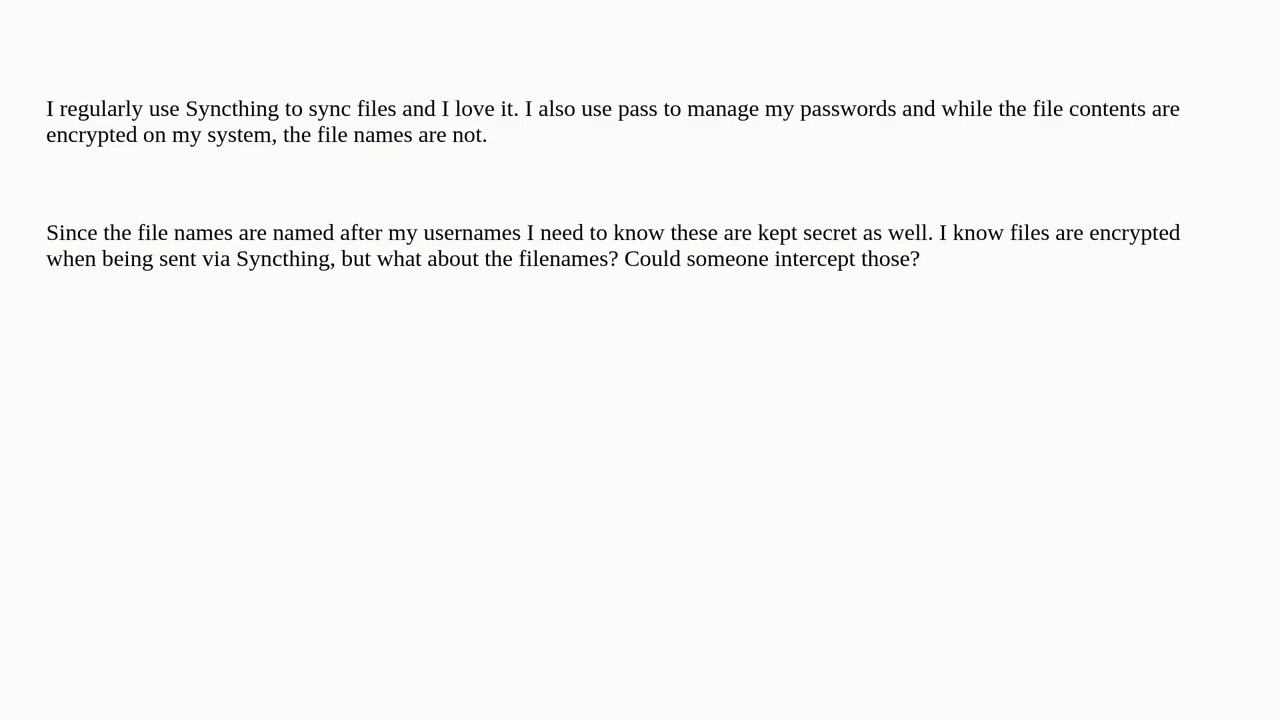 I regularly use Syncthing to sync files and I love it. I also use pass to manage my passwords and while the file contents are
encrypted on my system, the file names are not.
Since the file names are named after my usernames I need to know these are kept secret as well. I know files are encrypted
when being sent via Syncthing, but what about the filenames? Could someone intercept those?